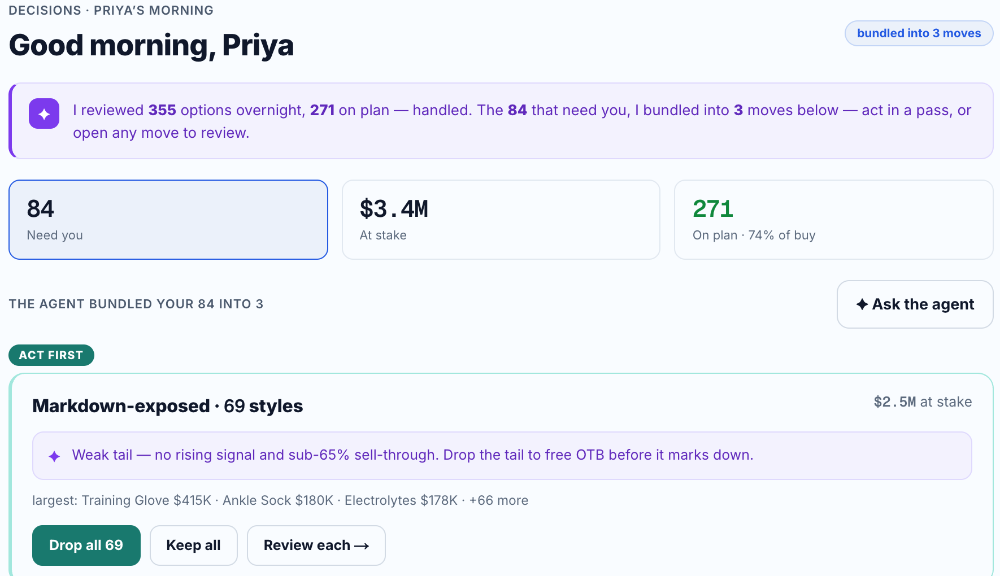 DECISIONS · PRIYA’S MORNING
Good morning, Priya
bundled into 3 moves
I reviewed 355 options overnight, 271 on plan — handled. The 84 that need you, I bundled into 3 moves below — act in a pass, or
open any move to review.
84
Need you
$3.4M
At stake
271
On plan · 74% of buy
THE AGENT BUNDLED YOUR 84 INTO 3
Ask the agent
ACT FIRST
Markdown-exposed · 69 styles
$2.5M at stake
Weak tail — no rising signal and sub-65% sell-through. Drop the tail to free OTB before it marks down.
largest: Training Glove $415K · Ankle Sock $180K · Electrolytes $178K · +66 more
Drop all 69
Keep all
Review each →